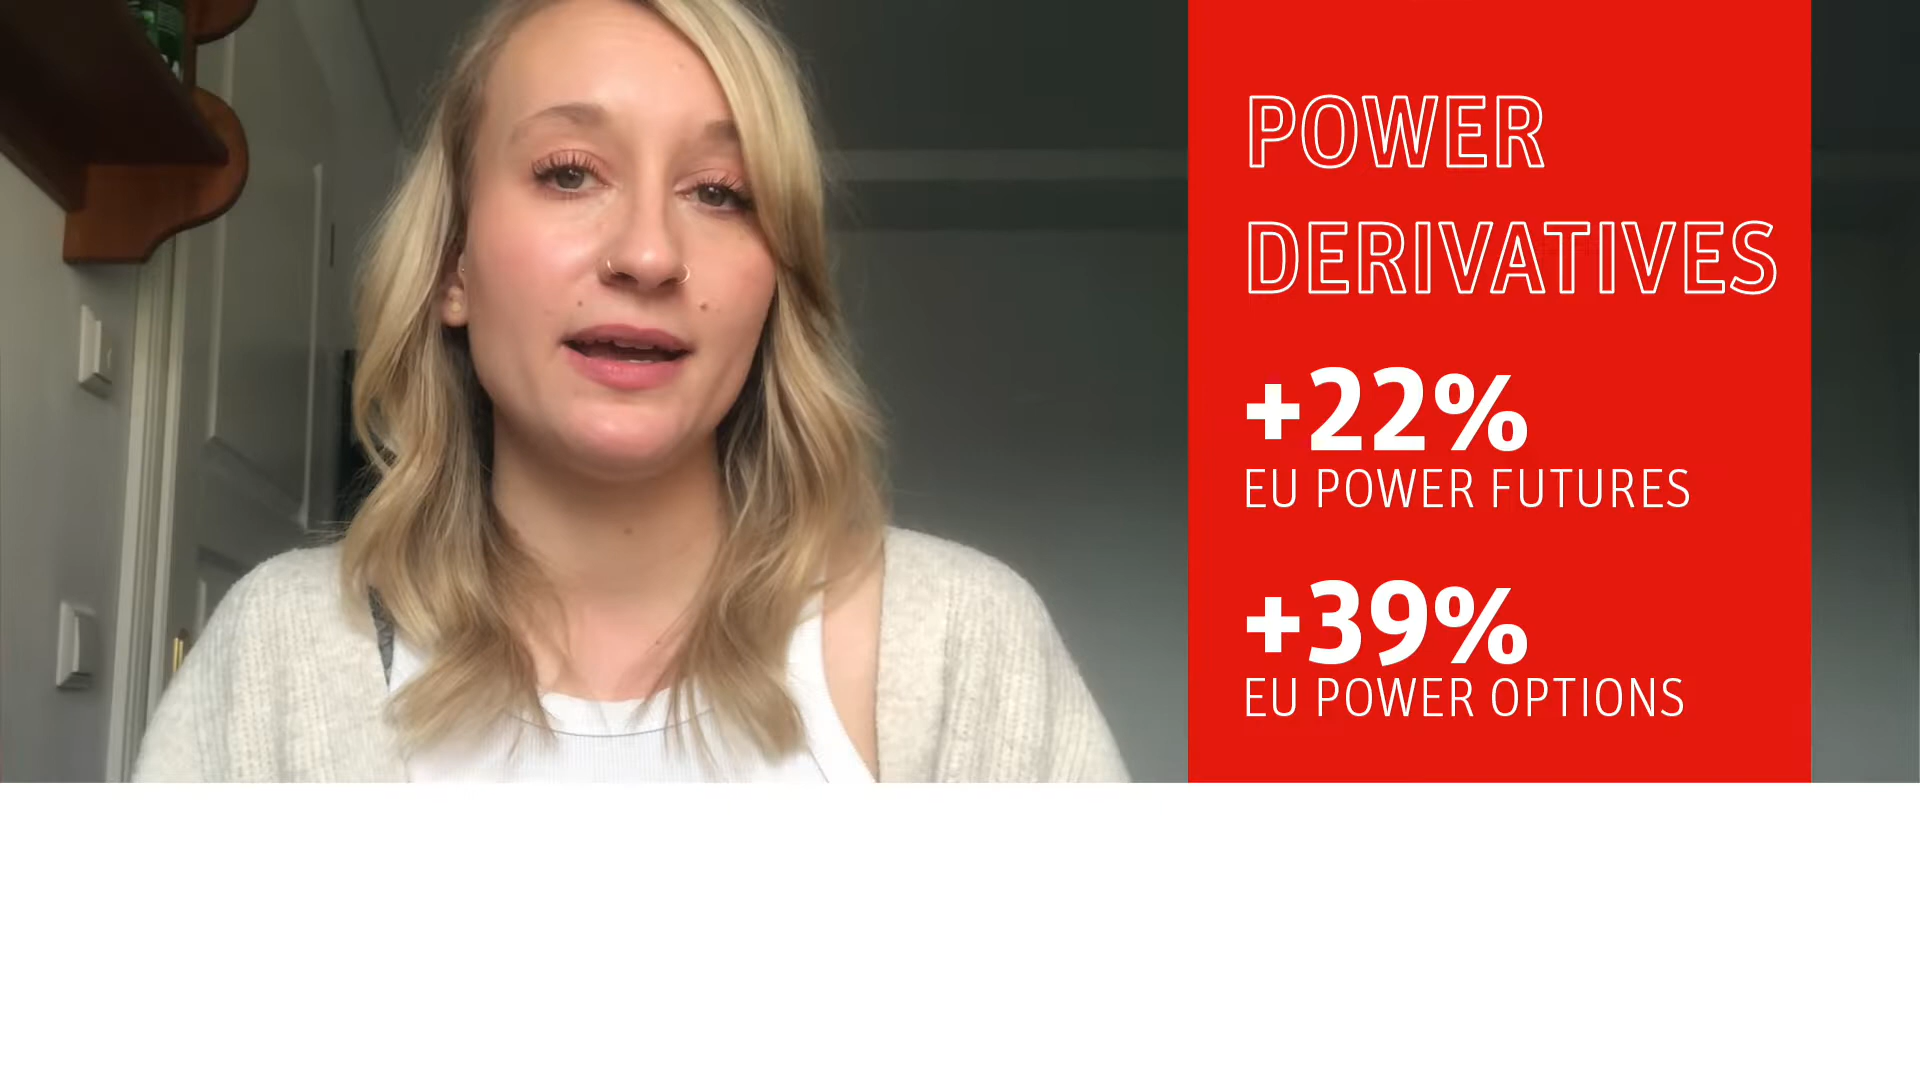 POWER
DERIVATIVES
+22%
EU POWER FUTURES
+39%
EU POWER OPTIONS